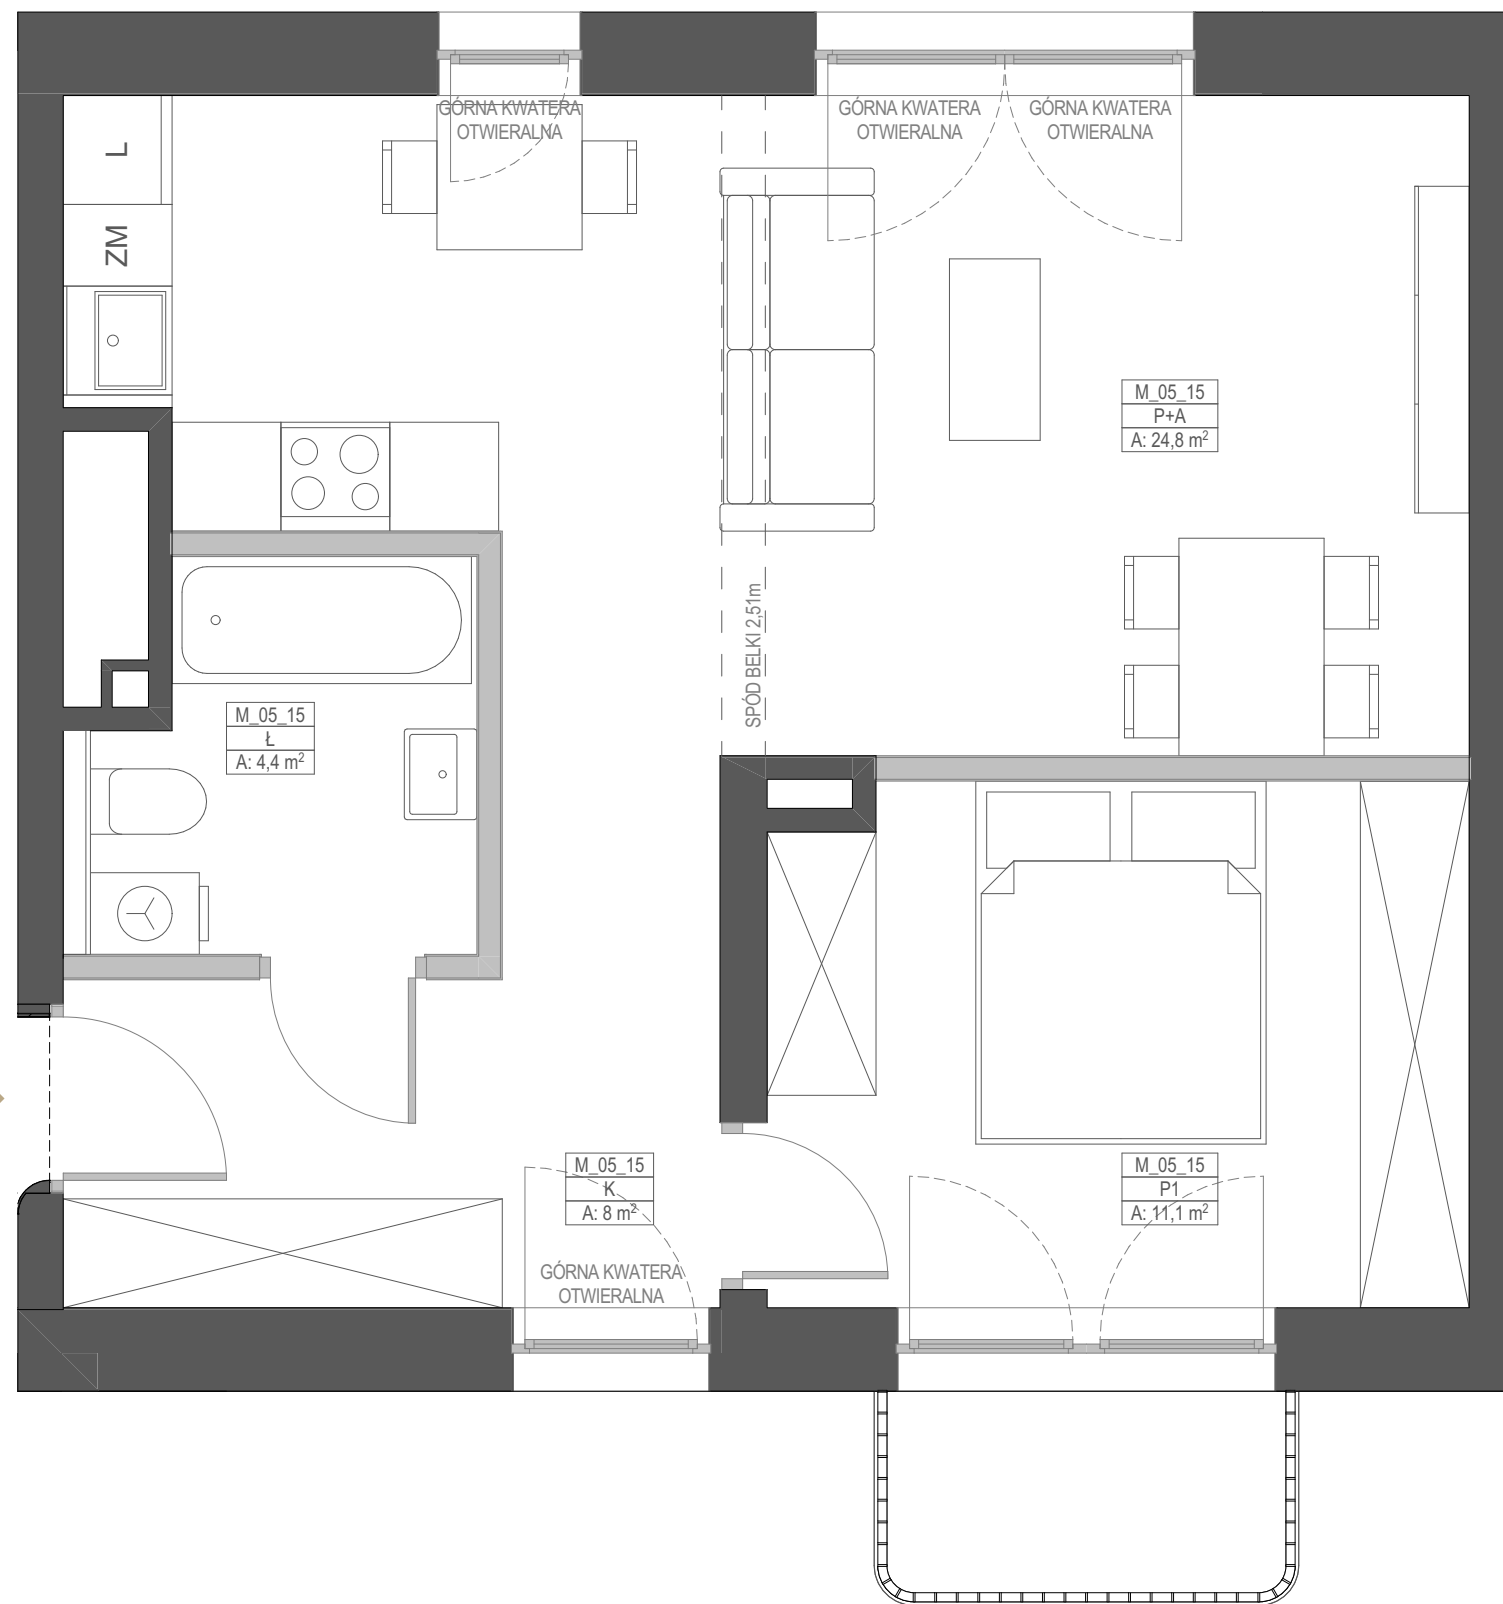 GÓRNA KWATERA
OTWIERALNA
GÓRNA KWATERA
OTWIERALNA
GÓRNA KWATERA
OTWIERALNA
L
ZM
M_05_15
P+A
A: 24,8 m²
SPÓD BELKI 2,51m
M_05_15
Ł
A: 4,4 m²
M_05_15
K
A: 8 m²
M_05_15
P1
A: 11,1 m²
GÓRNA KWATERA
OTWIERALNA